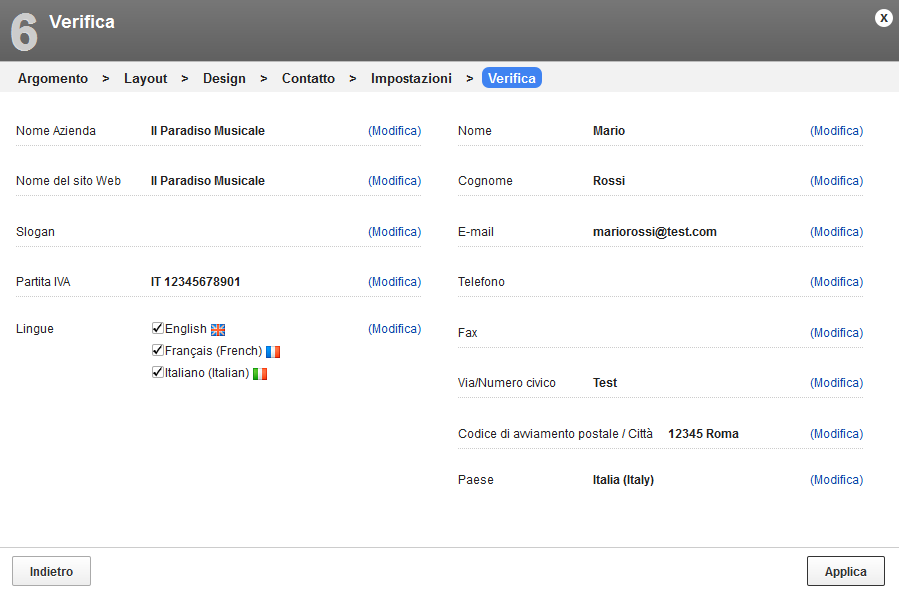 6 Verifica
X
Argomento > Layout > Design > Contatto > Impostazioni > Verifica
Nome Azienda Il Paradiso Musicale (Modifica)
Nome del sito Web Il Paradiso Musicale (Modifica)
Slogan (Modifica)
Partita IVA IT 12345678901 (Modifica)
Lingue English (Modifica)
Français (French)
Italiano (Italian)
Nome Mario (Modifica)
Cognome Rossi (Modifica)
E-mail mariorossi@test.com (Modifica)
Telefono (Modifica)
Fax (Modifica)
Via/Numero civico Test (Modifica)
Codice di avviamento postale / Città 12345 Roma (Modifica)
Paese Italia (Italy) (Modifica)
Indietro Applica